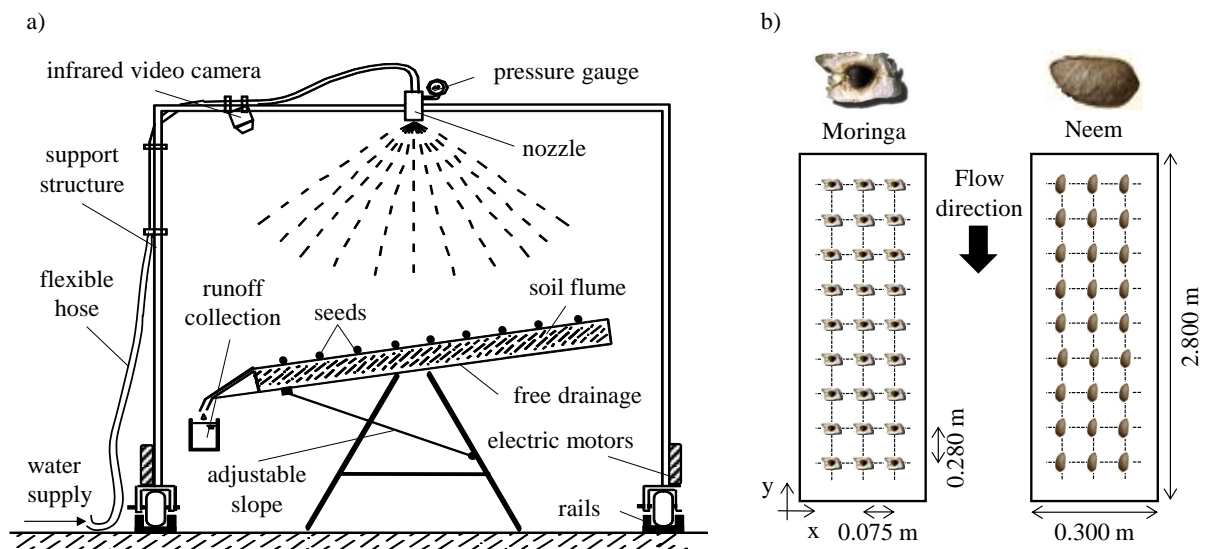 a)
infrared video camera
pressure gauge
nozzle
support
structure
flexible
hose
runoff
collection
seeds
soil flume
free drainage
electric motors
adjustable
slope
water
supply
rails
b)
Moringa
Neem
Flow
direction
2.800 m
0.280 m
y
x
0.075 m
0.300 m